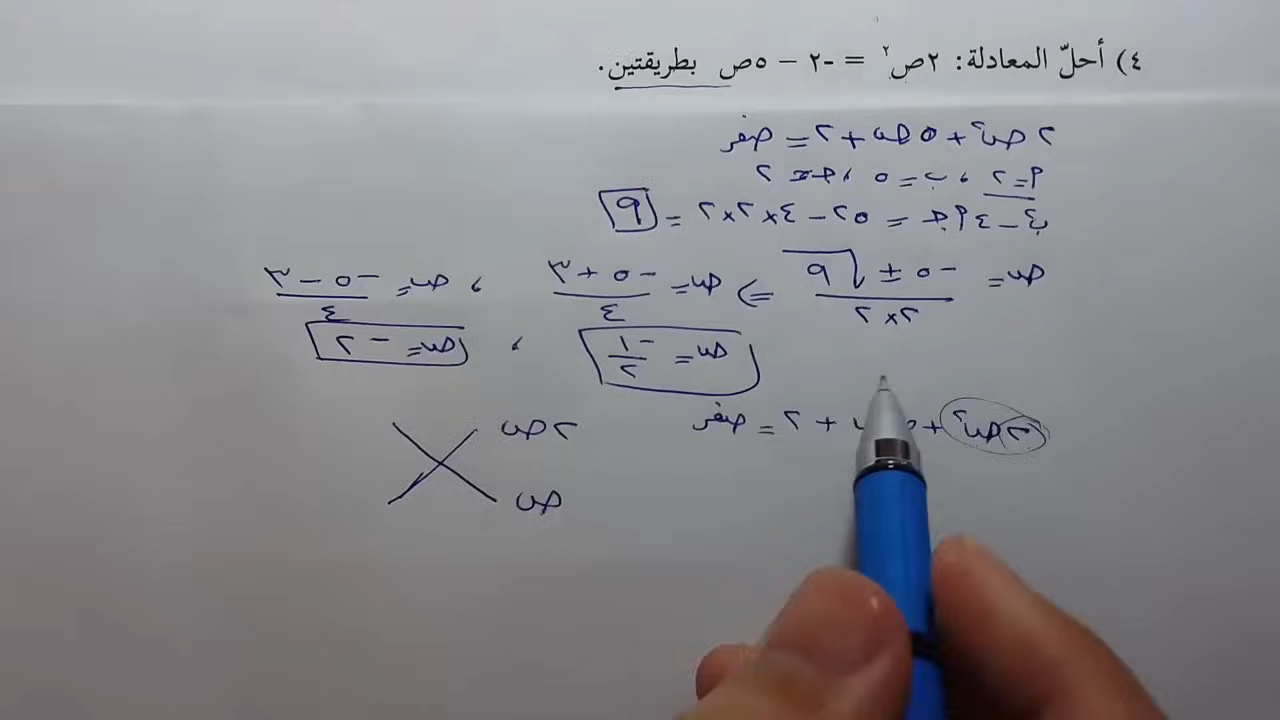 ٤) أحلّ المعادلة: ٢ص٢ = -٢ - ٥ص بطريقتين.
٢ص٢ + ٥ص + ٢ = صفر
٢=P ، ب=٥ ، جـ=٢
ب٢ - ٤Pجـ = ٢٥ - ٤×٢×٢ = ٩
ص= -٥ ± √٩ / ٢×٢ => ص= -٥ + ٣ / ٤ ، ص= -٥ - ٣ / ٤
ص= -١/٢ ، ص= -٢
٢ص٢ + + ٢ = صفر ٢ص
ص